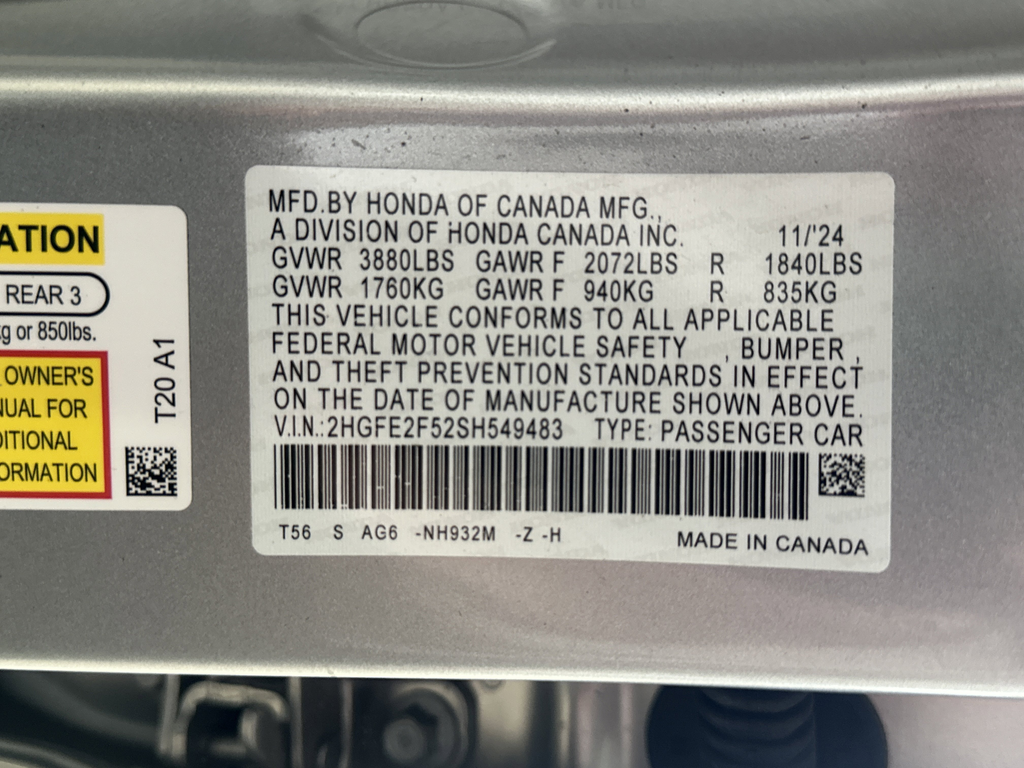 ATION
REAR 3
kg or 850lbs.
OWNER'S
NUAL FOR
DITIONAL
ORMATION
T20 A1
MFD.BY HONDA OF CANADA MFG.,
A DIVISION OF HONDA CANADA INC. 11/'24
GVWR 3880LBS GAWR F 2072LBS R 1840LBS
GVWR 1760KG GAWR F 940KG R 835KG
THIS VEHICLE CONFORMS TO ALL APPLICABLE
FEDERAL MOTOR VEHICLE SAFETY , BUMPER ,
AND THEFT PREVENTION STANDARDS IN EFFECT
ON THE DATE OF MANUFACTURE SHOWN ABOVE.
V.I.N.:2HGFE2F52SH549483 TYPE: PASSENGER CAR
T56 S AG6 -NH932M -Z -H
MADE IN CANADA